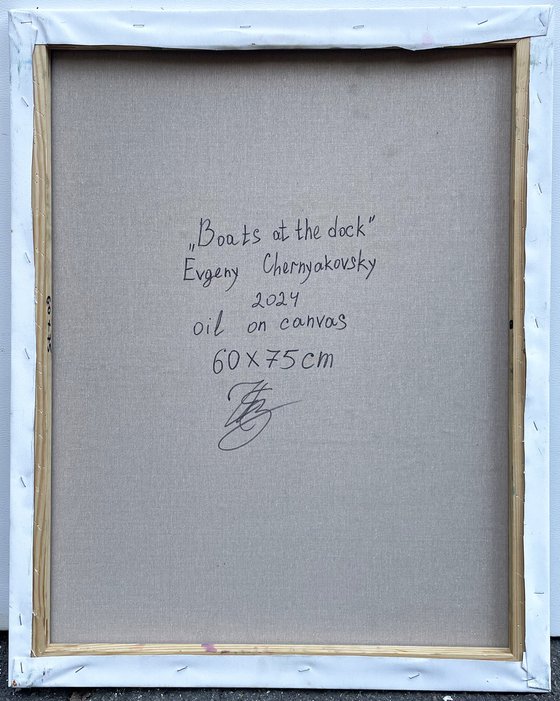 „Boats at the dock"
Evgeny Chernyakovsky
2024
oil on canvas
60x75cm